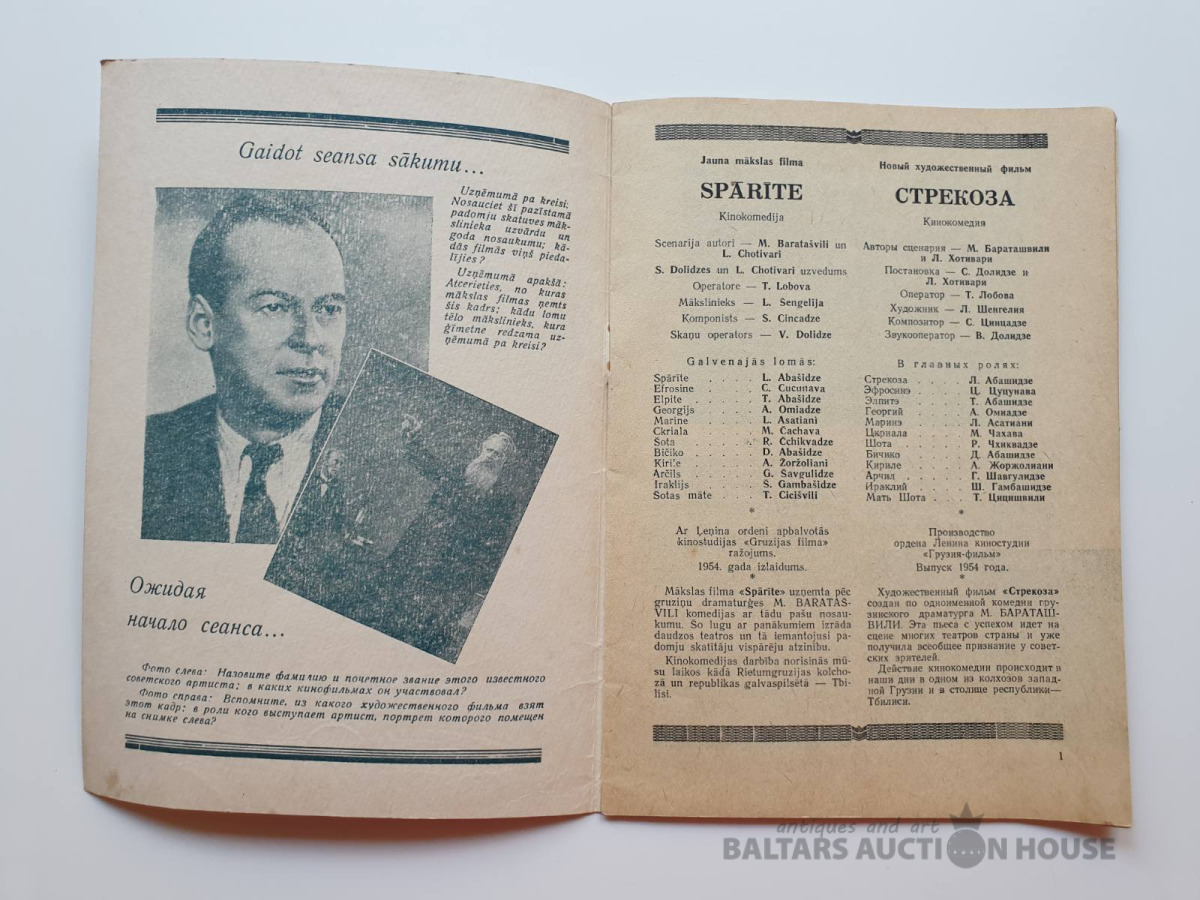 Gaidot seansa sākumu...
Uzņēmumā pa kreisi:
Nosauciet šī pazīstamā
padomju skatuves māk-
slinieka uzvārdu un
goda nosaukumu; kā-
dās filmās viņš pieda-
lījies?
Uzņēmumā apakšā:
Atcerieties, no kuras
mākslas filmas ņemts
šis kadrs; kādu lomu
tēlo mākslinieks, kura
ģīmetne redzama uz-
ņēmumā pa kreisi?
Ожидая
начало сеанса...
Фото слева: Назовите фамилию и почетное звание этого известного
советского артиста; в каких кинофильмах он участвовал?
Фото справа: Вспомните, из какого художественного фильма взят
этот кадр; в роли кого выступает артист, портрет которого помещен
на снимке слева?
Jauna mākslas filma
SPĀRĪTE
Kinokomedija
Scenarija autori — M. Baratašvili un
L. Chotivari
S. Dolidzes un L. Chotivari uzvedums
Operatore — T. Lobova
Mākslinieks — L. Šengelija
Komponists — S. Cincadze
Skaņu operators — V. Dolidze
Galvenajās lomās:
Spārīte . . . . L. Abašidze
Efrosine . . . . C. Cucunava
Elpite . . . . T. Abašidze
Georgijs . . . . A. Omiadze
Marine . . . . L. Asatiani
Ckriala . . . . M. Čachava
Šota . . . . R. Čchikvadze
Bičiko . . . . D. Abašidze
Kirile . . . . A. Žoržoliani
Arčils . . . . G. Šavgulidze
Iraklijs . . . . Š. Gambašidze
Šotas māte . . . T. Cicišvili
*
Ar Ļeņina ordeni apbalvotās
kinostudijas «Gruzijas filma»
ražojums.
1954. gada izlaidums.
*
Mākslas filma «Spārīte» uzņemta pēc
gruziņu dramaturģes M. BARATAŠ-
VILI komedijas ar tādu pašu nosau-
kumu. Šo lugu ar panākumiem izrāda
daudzos teatros un tā iemantojusi pa-
domju skatītāju vispārēju atzinību.
Kinokomedijas darbība norisinās mū-
su laikos kādā Rietumgruzijas kolcho-
zā un republikas galvaspilsētā — Tbi-
lisi.
Новый художественный фильм
СТРЕКОЗА
Кинокомедия
Авторы сценария — М. Бараташвили
и Л. Хотивари
Постановка — С. Долидзе и
Л. Хотивари
Оператор — Т. Лобова
Художник — Л. Шенгелия
Композитор — С. Цинцадзе
Звукооператор — В. Долидзе
В главных ролях:
Стрекоза . . . . Л. Абашидзе
Эфросинэ . . . . Ц. Цуцунава
Элпитэ . . . . Т. Абашидзе
Георгий . . . . А. Омиадзе
Маринэ . . . . Л. Асатиани
Цкриала . . . . М. Чахава
Шота . . . . Р. Чхиквадзе
Бичико . . . . Д. Абашидзе
Кириле . . . . А. Жоржолиани
Арчил . . . . Г. Шавгулидзе
Ираклий . . . . Ш. Гамбашидзе
Мать Шота . . . Т. Цицишвили
*
Производство
ордена Ленина киностудии
«Грузия-фильм»
Выпуск 1954 года.
*
Художественный фильм «Стрекоза»
создан по одноименной комедии гру-
зинского драматурга М. БАРАТАШ-
ВИЛИ. Эта пьеса с успехом идет на
сцене многих театров страны и уже
получила всеобщее признание у совет-
ских зрителей.
Действие кинокомедии происходит в
наши дни в одном из колхозов запад-
ной Грузии и в столице республики—
Тбилиси.
1
antiques and art
BALTARS AUCTION HOUSE